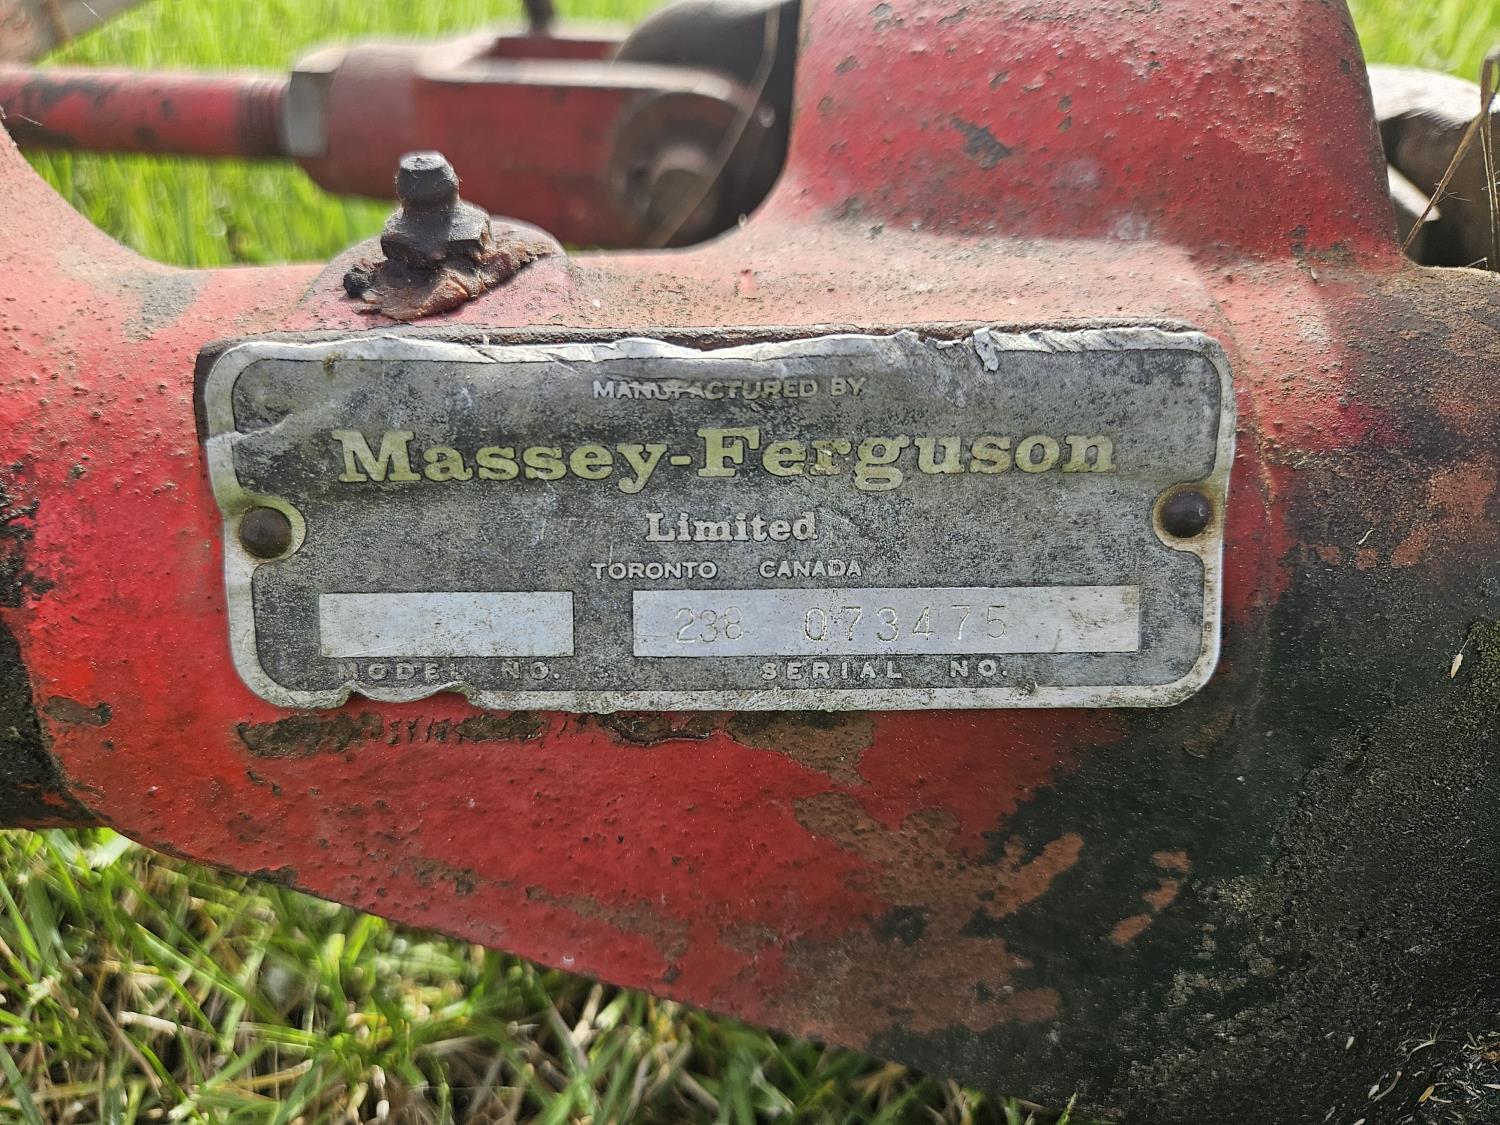 MANUFACTURED BY
Massey-Ferguson
Limited
TORONTO CANADA
238 073475
MODEL NO. SERIAL NO.